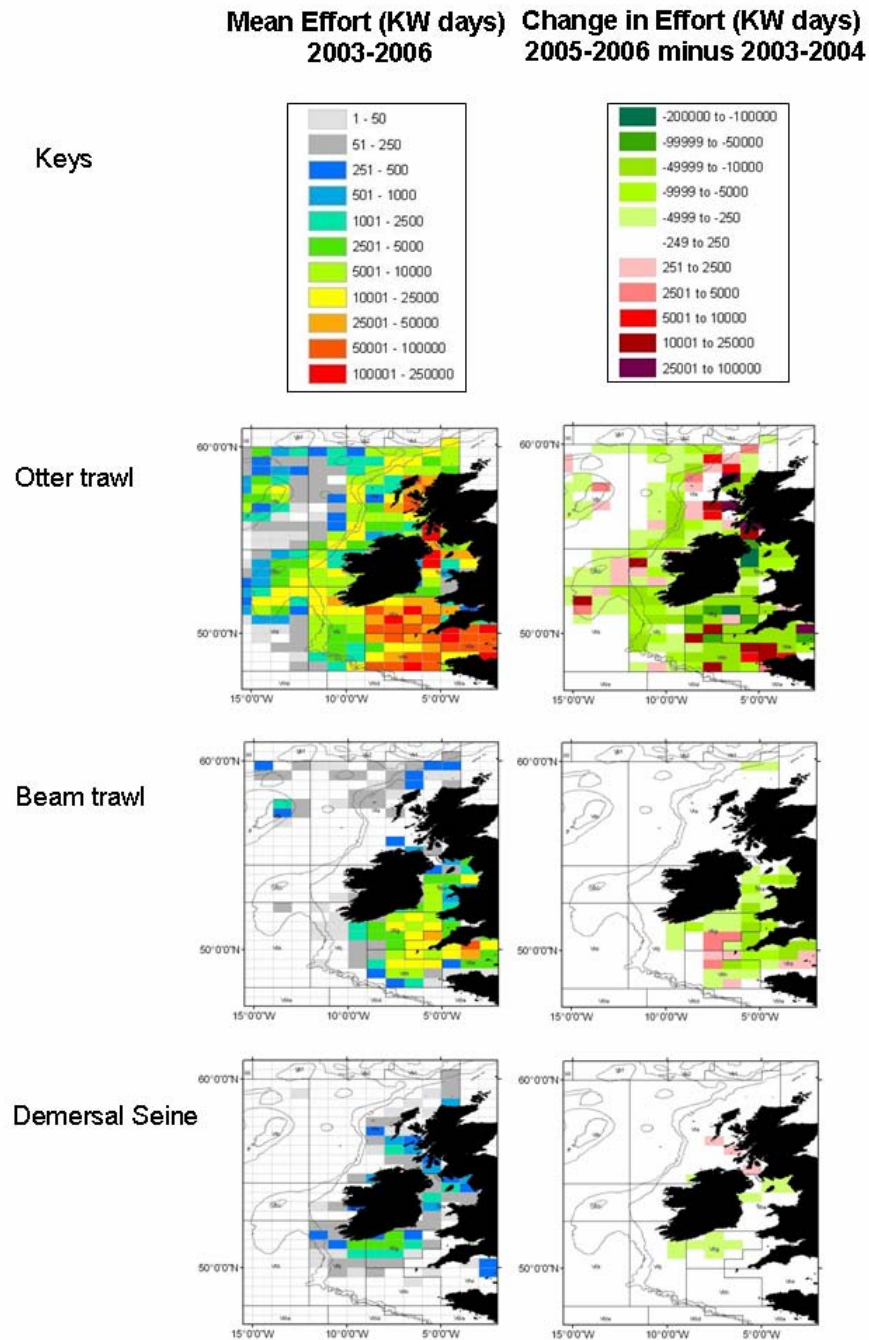 Mean Effort (KW days)
2003-2006
Change in Effort (KW days)
2005-2006 minus 2003-2004
Keys
1 - 50
51 - 250
251 - 500
501 - 1000
1001 - 2500
2501 - 5000
5001 - 10000
10001 - 25000
25001 - 50000
50001 - 100000
100001 - 250000
-200000 to -100000
-99999 to -50000
-49999 to -10000
-9999 to -5000
-4999 to -250
-249 to 250
251 to 2500
2501 to 5000
5001 to 10000
10001 to 25000
25001 to 100000
Otter trawl
60°0'0"N
50°0'0"N
15°0'0"W
10°0'0"W
5°0'0"W
60°0'0"N
50°0'0"N
15°0'0"W
10°0'0"W
5°0'0"W
Beam trawl
60°0'0"N
50°0'0"N
15°0'0"W
10°0'0"W
5°0'0"W
60°0'0"N
50°0'0"N
15°0'0"W
10°0'0"W
5°0'0"W
Demersal Seine
60°0'0"N
50°0'0"N
15°0'0"W
10°0'0"W
5°0'0"W
60°0'0"N
50°0'0"N
15°0'0"W
10°0'0"W
5°0'0"W